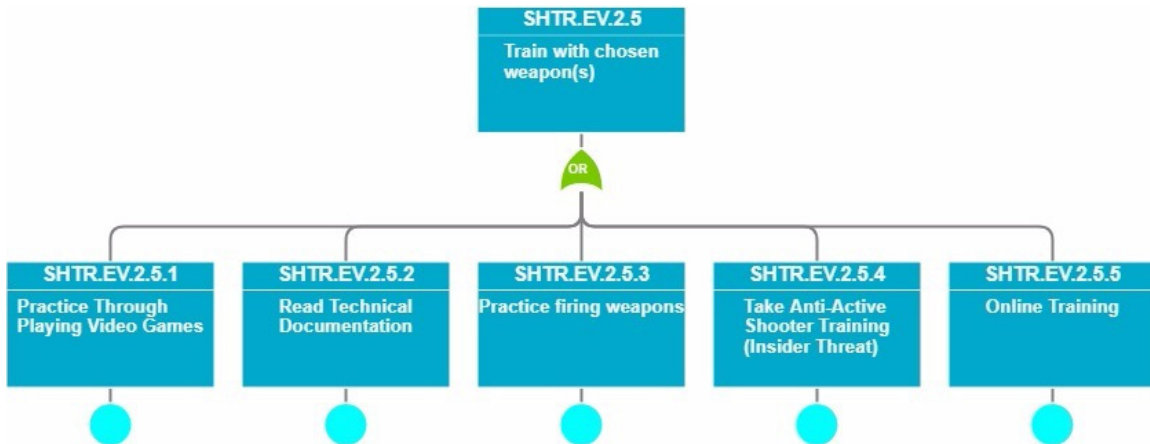 SHTR.EV.2.5
Train with chosen
weapon(s)
OR
SHTR.EV.2.5.1
Practice Through
Playing Video Games
SHTR.EV.2.5.2
Read Technical
Documentation
SHTR.EV.2.5.3
Practice firing weapons
SHTR.EV.2.5.4
Take Anti-Active
Shooter Training
(Insider Threat)
SHTR.EV.2.5.5
Online Training